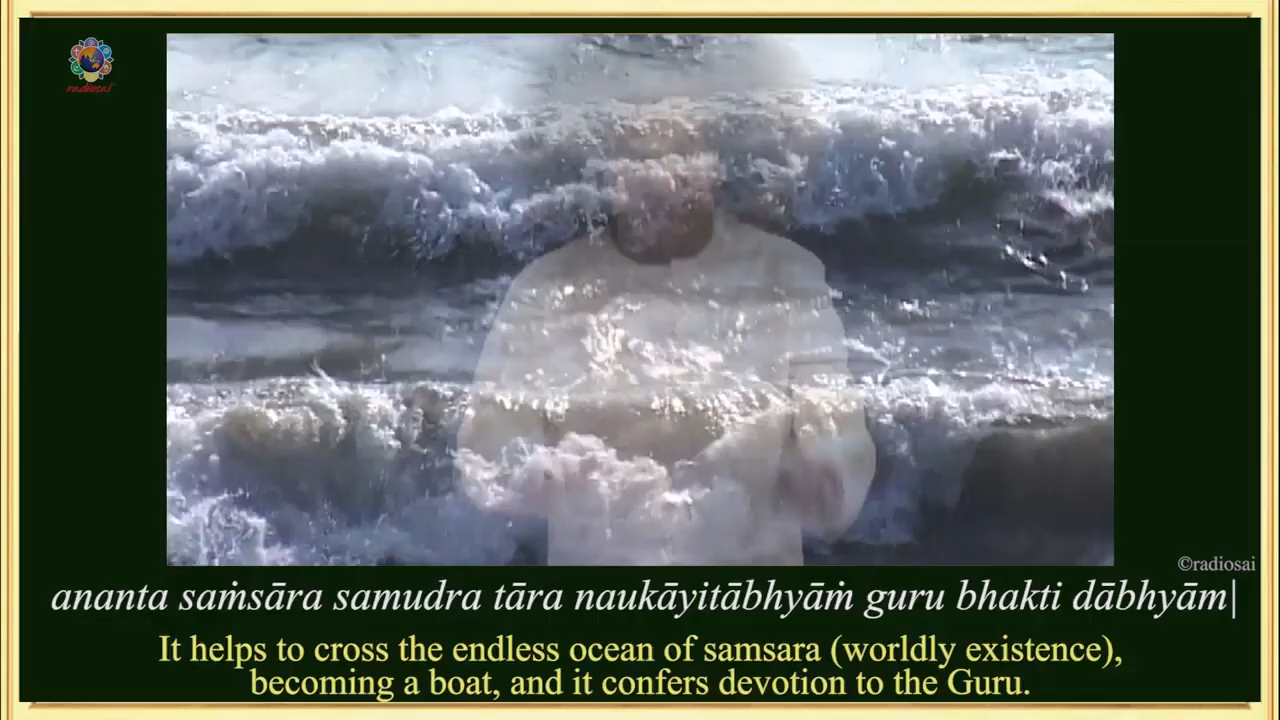 radiosai
©radiosai
ananta saṁsāra samudra tāra naukāyitābhyāṁ guru bhakti dābhyām|
It helps to cross the endless ocean of samsara (worldly existence),
becoming a boat, and it confers devotion to the Guru.